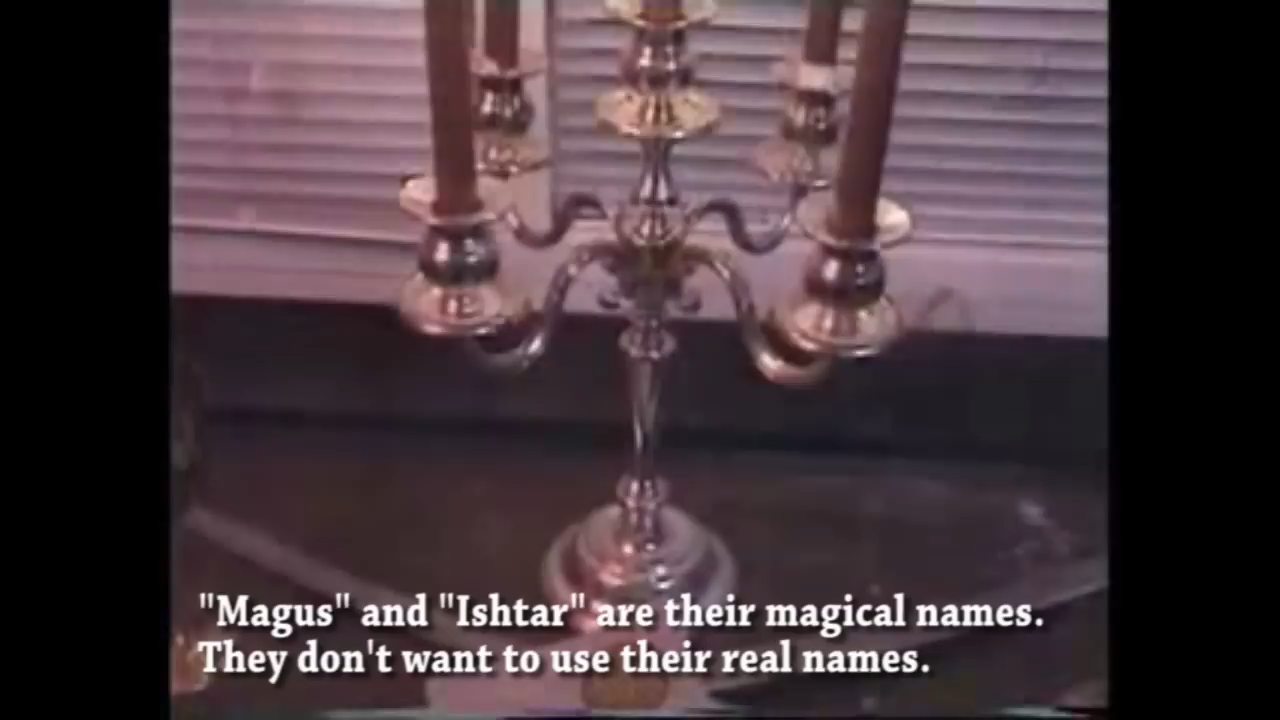 "Magus" and "Ishtar" are their magical names.
They don't want to use their real names.